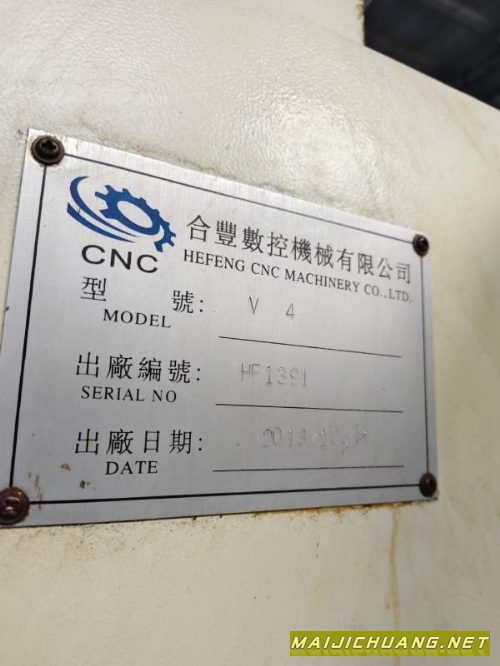 CNC
合豐數控機械有限公司
HEFENG CNC MACHINERY CO.,LTD.
型 號: V 4
MODEL
出廠編號: HF1391
SERIAL NO
出廠日期:
DATE
MAIJICHUANG.NET